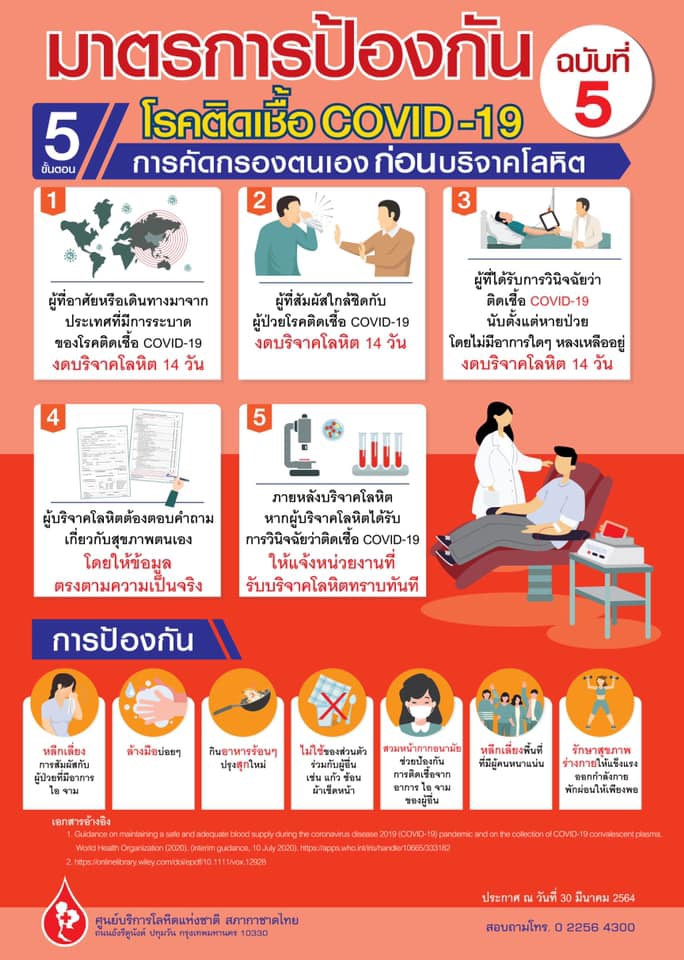 มาตรการป้องกัน
ฉบับที่
5
โรคติดเชื้อ COVID -19
5
ขั้นตอน
การคัดกรองตนเอง ก่อนบริจาคโลหิต
1
ผู้ที่อาศัยหรือเดินทางมาจาก
ประเทศที่มีการระบาด
ของโรคติดเชื้อ COVID-19
งดบริจาคโลหิต 14 วัน
2
ผู้ที่สัมผัสใกล้ชิดกับ
ผู้ป่วยโรคติดเชื้อ COVID-19
งดบริจาคโลหิต 14 วัน
3
ผู้ที่ได้รับการวินิจฉัยว่า
ติดเชื้อ COVID-19
นับตั้งแต่หายป่วย
โดยไม่มีอาการใดๆ หลงเหลืออยู่
งดบริจาคโลหิต 14 วัน
4
ผู้บริจาคโลหิตต้องตอบคำถาม
เกี่ยวกับสุขภาพตนเอง
โดยให้ข้อมูล
ตรงตามความเป็นจริง
5
ภายหลังบริจาคโลหิต
หากผู้บริจาคโลหิตได้รับ
การวินิจฉัยว่าติดเชื้อ COVID-19
ให้แจ้งหน่วยงานที่
รับบริจาคโลหิตทราบทันที
การป้องกัน
หลีกเลี่ยง
การสัมผัสกับ
ผู้ป่วยที่มีอาการ
ไอ จาม
ล้างมือบ่อยๆ
กินอาหารร้อนๆ
ปรุงสุกใหม่
ไม่ใช้ของส่วนตัว
ร่วมกับผู้อื่น
เช่น แก้ว ช้อน
ผ้าเช็ดหน้า
สวมหน้ากากอนามัย
ช่วยป้องกัน
การติดเชื้อจาก
อาการ ไอ จาม
ของผู้อื่น
หลีกเลี่ยงพื้นที่
ที่มีผู้คนหนาแน่น
รักษาสุขภาพ
ร่างกายให้แข็งแรง
ออกกำลังกาย
พักผ่อนให้เพียงพอ
เอกสารอ้างอิง
1. Guidance on maintaining a safe and adequate blood supply during the coronavirus disease 2019 (COVID-19) pandemic and on the collection of COVID-19 convalescent plasma.
World Health Organization (2020). (interim guidance, 10 July 2020). https://apps.who.int/iris/handle/10665/333182
2. https://onlinelibrary.wiley.com/doi/epdf/10.1111/vox.12928
ประกาศ ณ วันที่ 30 มีนาคม 2564
ศูนย์บริการโลหิตแห่งชาติ สภากาชาดไทย
ถนนอังรีดูนังต์ ปทุมวัน กรุงเทพมหานคร 10330
สอบถามโทร. 0 2256 4300